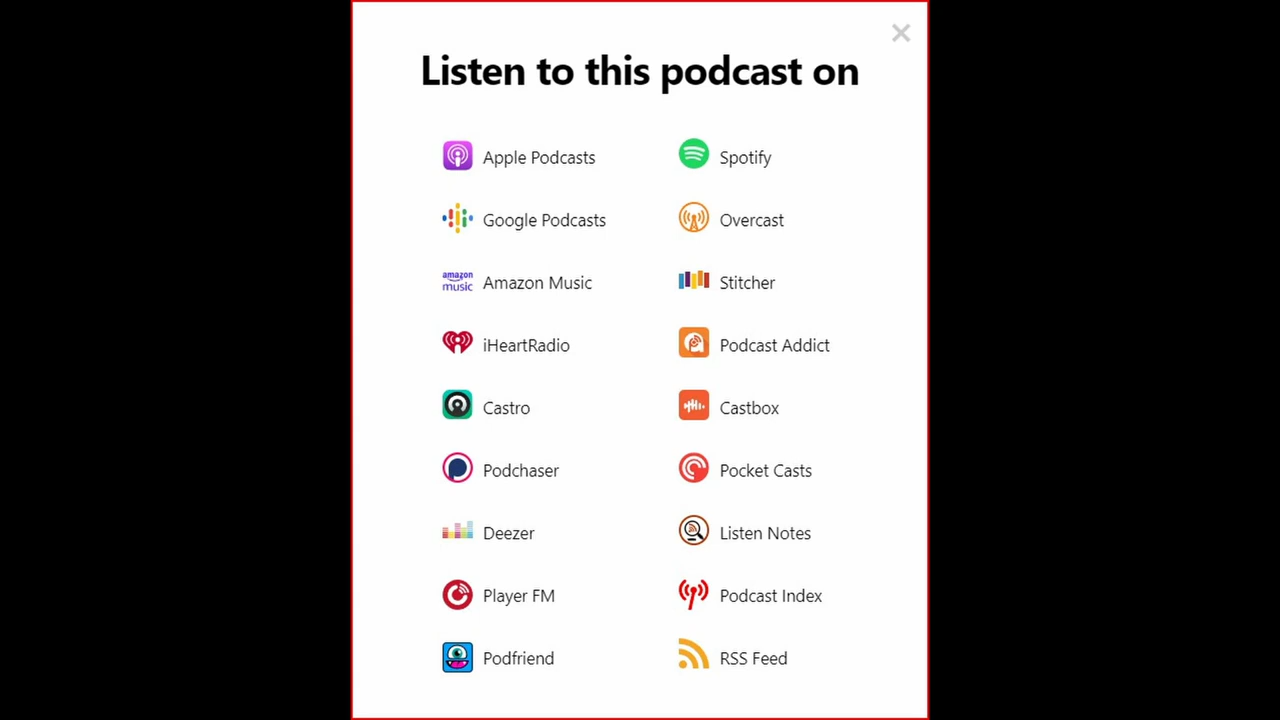 Listen to this podcast on
Apple Podcasts
Spotify
Google Podcasts
Overcast
amazon
music
Amazon Music
Stitcher
iHeartRadio
Podcast Addict
Castro
Castbox
Podchaser
Pocket Casts
Deezer
Listen Notes
Player FM
Podcast Index
Podfriend
RSS Feed